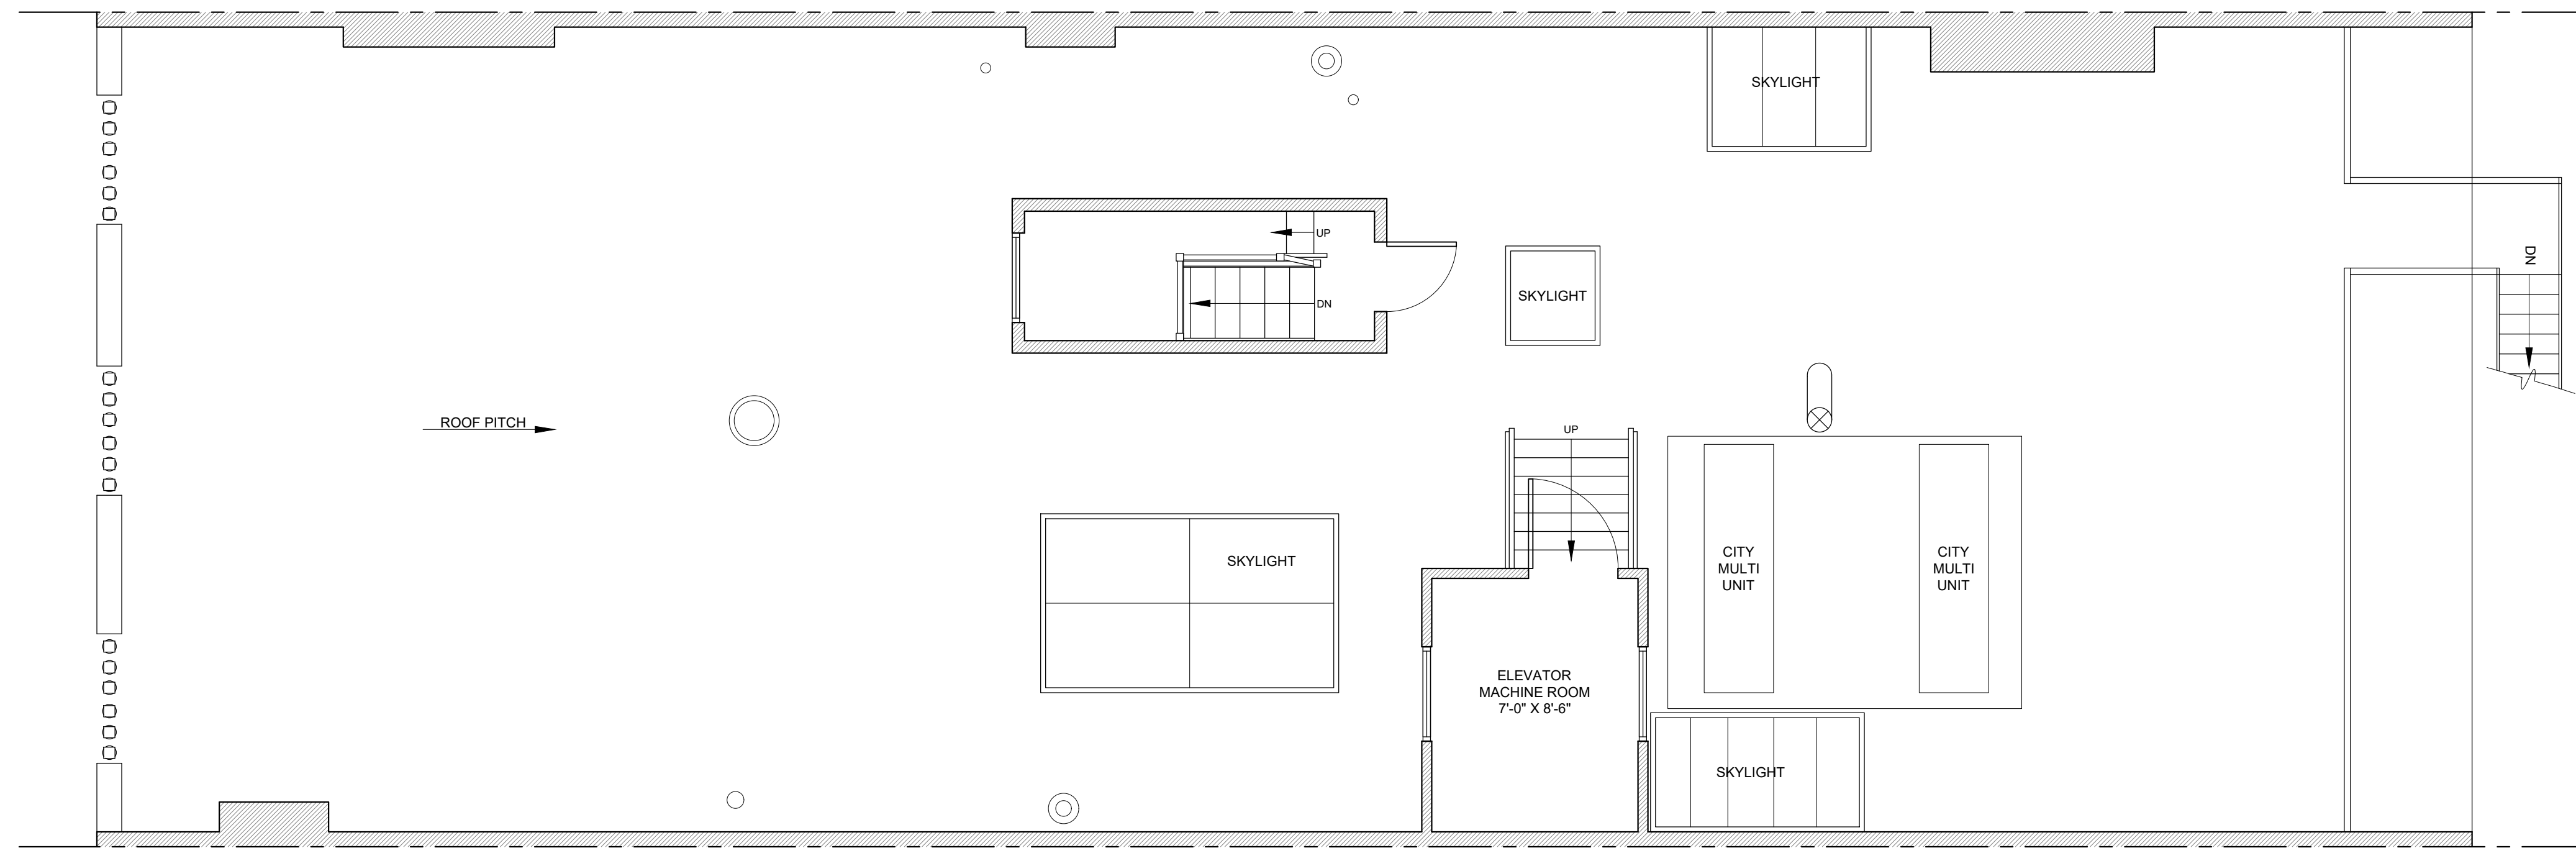 SKYLIGHT
UP
DN
DN
SKYLIGHT
ROOF PITCH
UP
SKYLIGHT
CITY
MULTI
UNIT
CITY
MULTI
UNIT
ELEVATOR
MACHINE ROOM
7'-0" X 8'-6"
SKYLIGHT